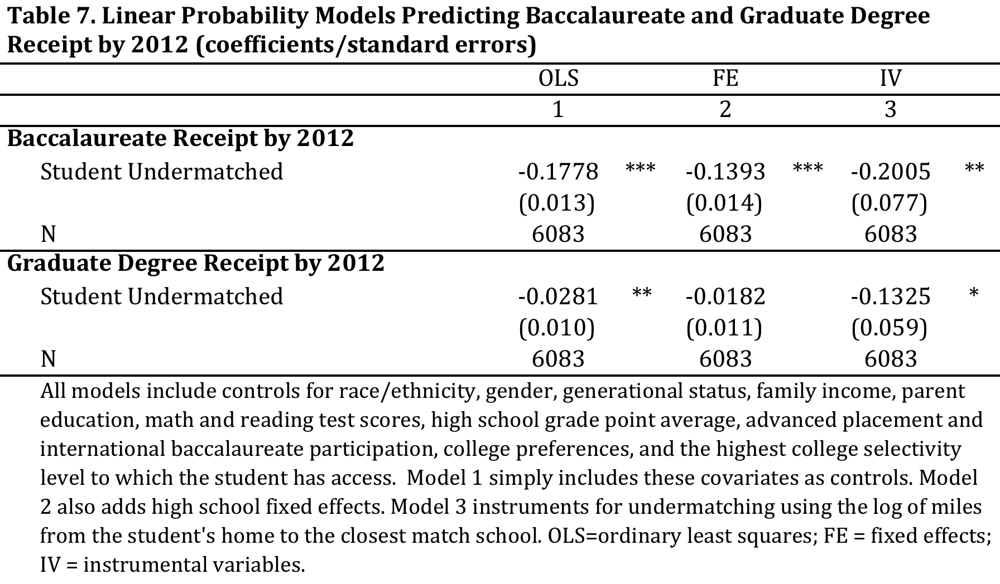 Table 7. Linear Probability Models Predicting Baccalaureate and Graduate Degree
Receipt by 2012 (coefficients/standard errors)
OLS FE IV
1 2 3
Baccalaureate Receipt by 2012
Student Undermatched -0.1778 *** -0.1393 *** -0.2005 **
(0.013) (0.014) (0.077)
N 6083 6083 6083
Graduate Degree Receipt by 2012
Student Undermatched -0.0281 ** -0.0182 -0.1325 *
(0.010) (0.011) (0.059)
N 6083 6083 6083
All models include controls for race/ethnicity, gender, generational status, family income, parent
education, math and reading test scores, high school grade point average, advanced placement and
international baccalaureate participation, college preferences, and the highest college selectivity
level to which the student has access.  Model 1 simply includes these covariates as controls. Model
2 also adds high school fixed effects. Model 3 instruments for undermatching using the log of miles
from the student's home to the closest match school. OLS=ordinary least squares; FE = fixed effects;
IV = instrumental variables.